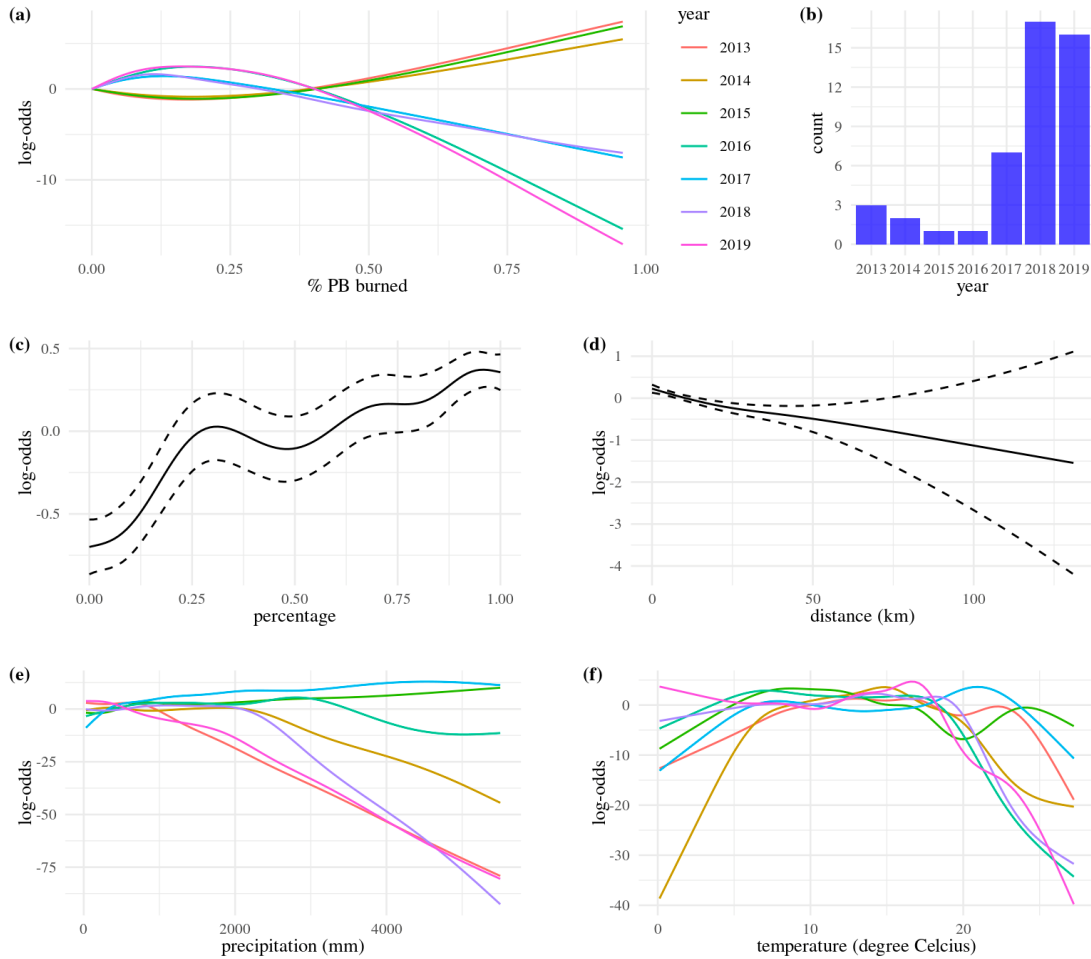 (a)
log-odds
0
-10
0.00 0.25 0.50 0.75 1.00
% PB burned
year
2013
2014
2015
2016
2017
2018
2019
(b)
count
15
12
9
6
3
0
2013 2014 2015 2016 2017 2018 2019
year
(c)
log-odds
0.5
0.0
-0.5
0.00 0.25 0.50 0.75 1.00
percentage
(d)
log-odds
1
0
-1
-2
-3
-4
0 50 100
distance (km)
(e)
log-odds
0
-25
-50
-75
0 2000 4000
precipitation (mm)
(f)
log-odds
0
-10
-20
-30
-40
0 10 20
temperature (degree Celcius)